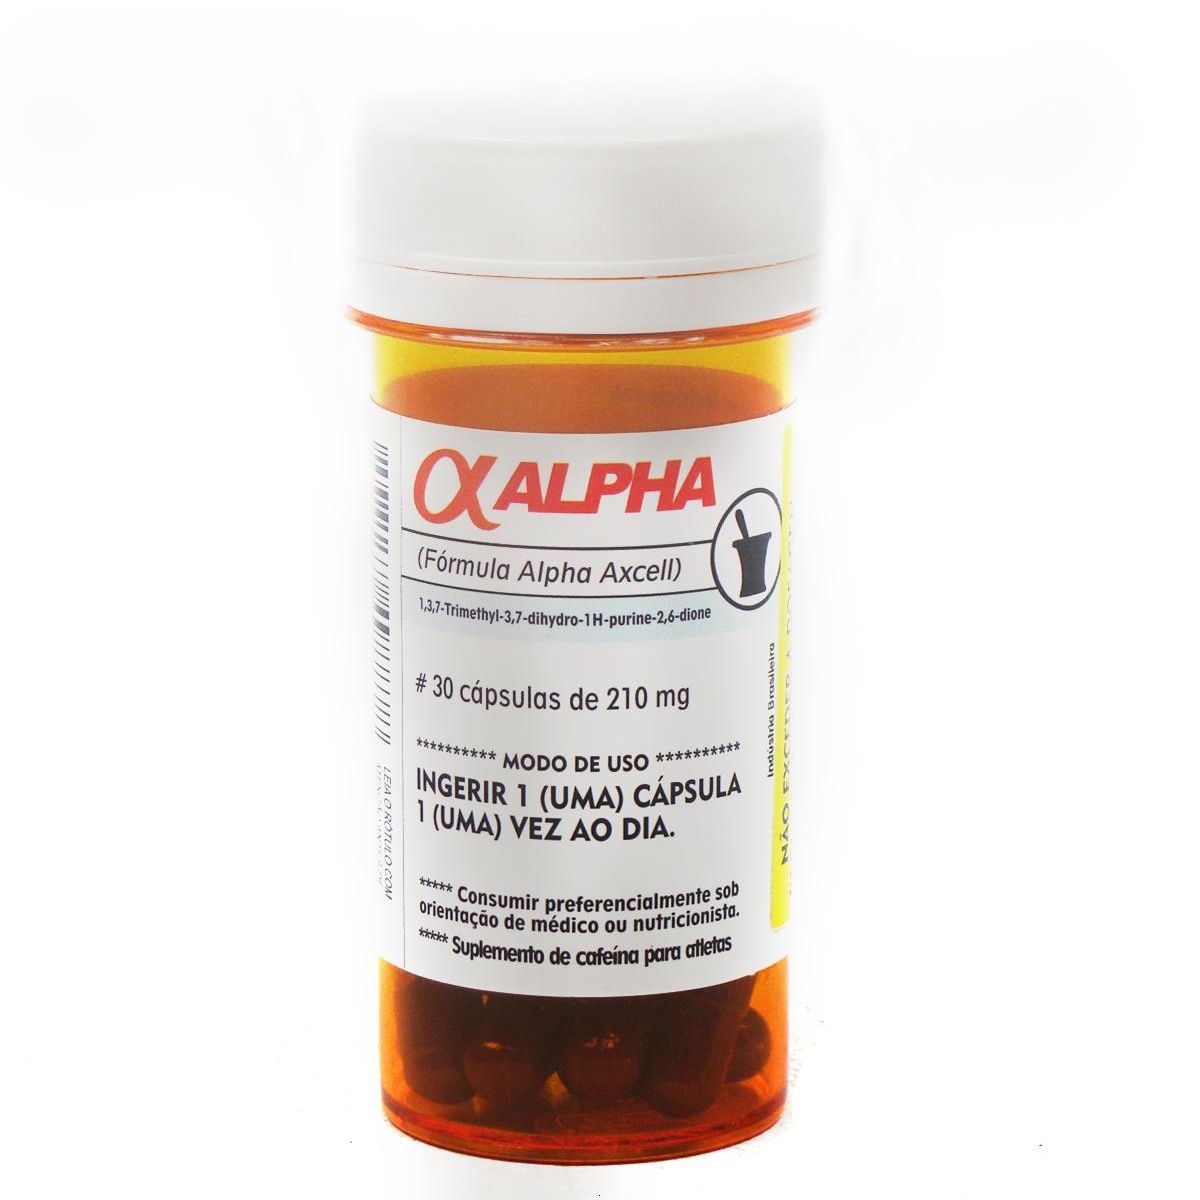 αALPHA
(Fórmula Alpha Axcell)
1,3,7-Trimethyl-3,7-dihydro-1H-purine-2,6-dione
# 30 cápsulas de 210 mg
********** MODO DE USO **********
INGERIR 1 (UMA) CÁPSULA
1 (UMA) VEZ AO DIA.
***** Consumir preferencialmente sob
orientação de médico ou nutricionista.
***** Suplemento de cafeína para atletas
Indústria Brasileira
NÃO EXCEDER A
LEIA O RÓTULO COM